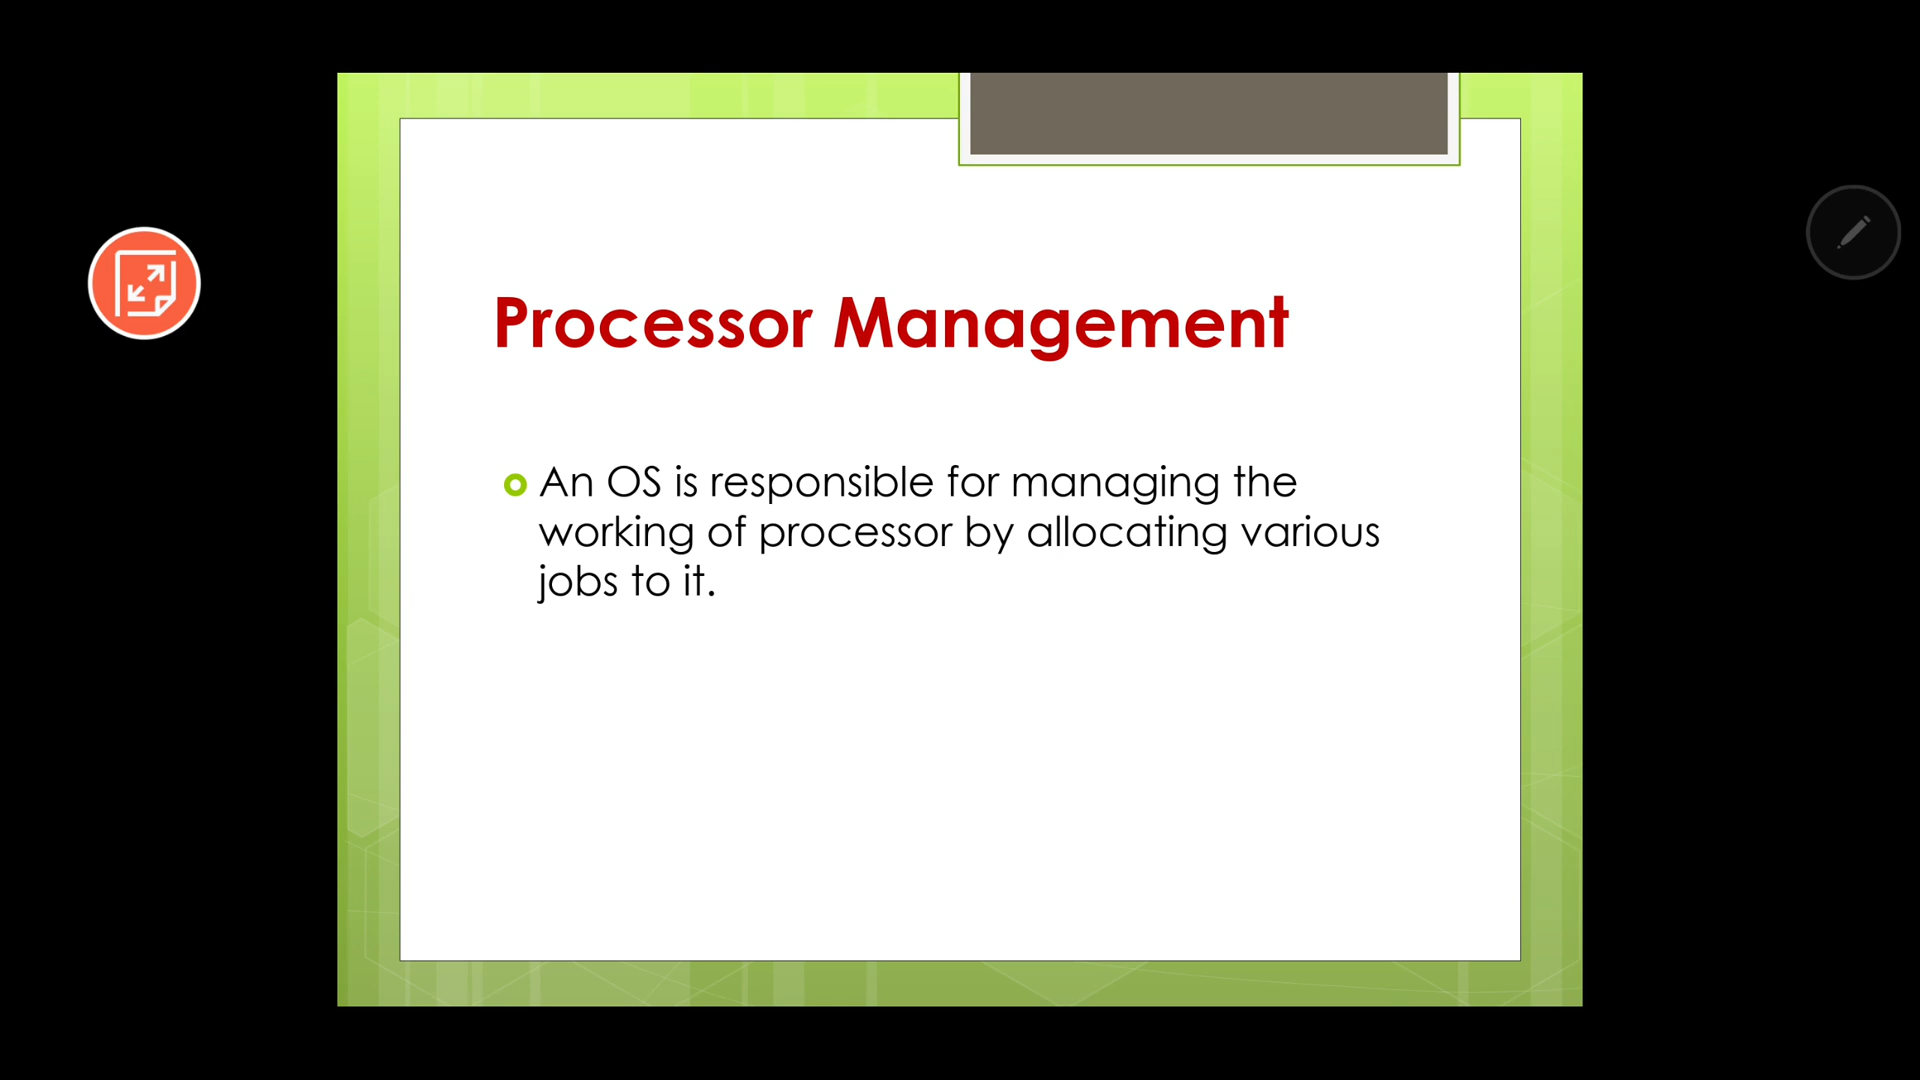 Processor Management
An OS is responsible for managing the
working of processor by allocating various
jobs to it.